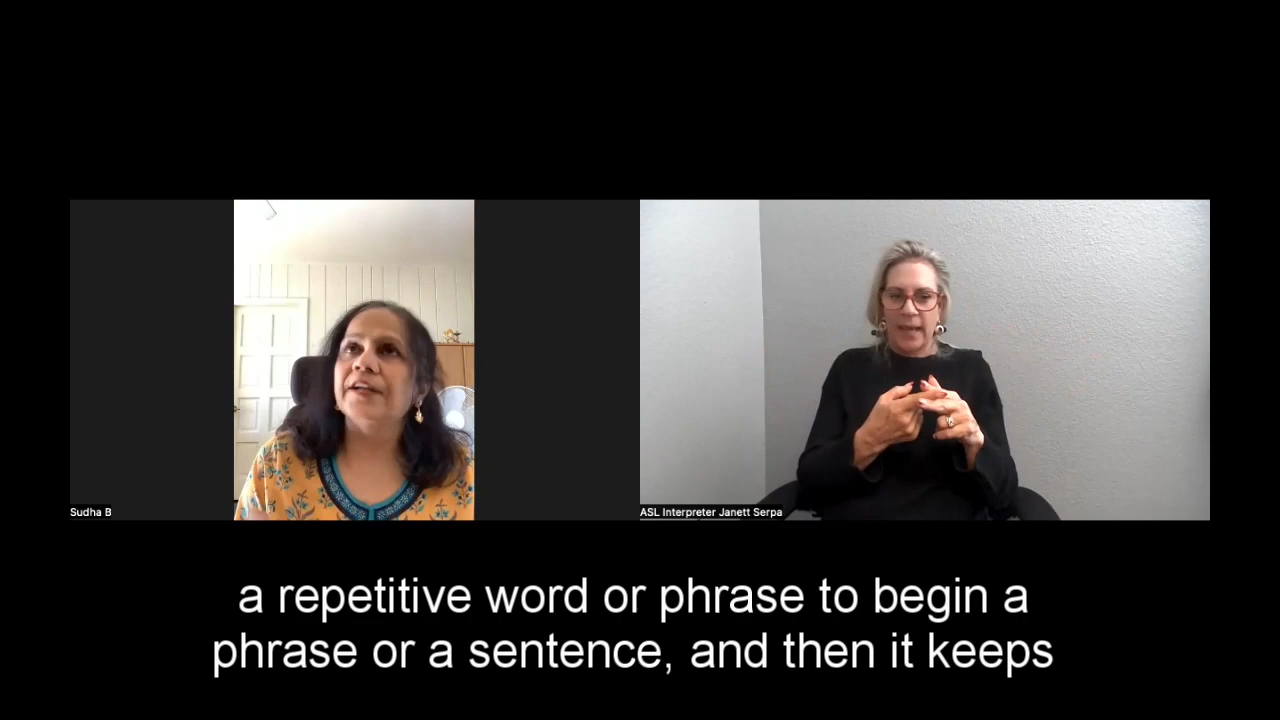 Sudha B
ASL Interpreter Janett Serpa
a repetitive word or phrase to begin a
phrase or a sentence, and then it keeps